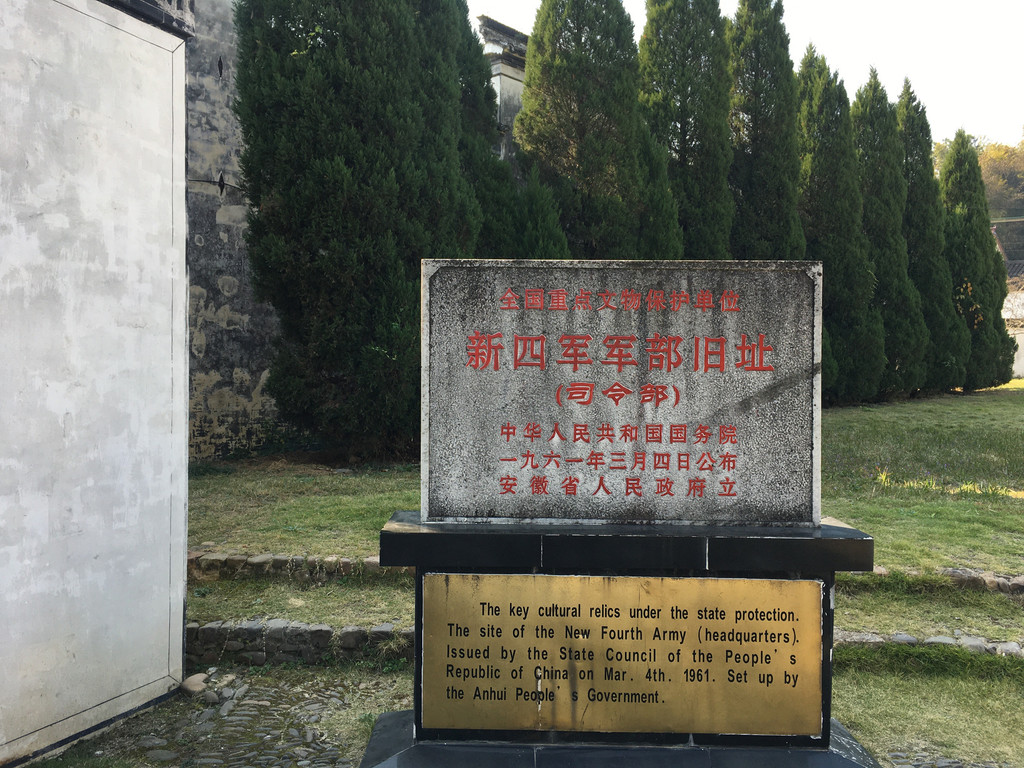 全国重点文物保护单位
新四军军部旧址
(司令部)
中华人民共和国国务院
一九六一年三月四日公布
安徽省人民政府立
The key cultural relics under the state protection.
The site of the New Fourth Army (headquarters).
Issued by the State Council of the People's
Republic of China on Mar. 4th. 1961. Set up by
the Anhui People's Government.